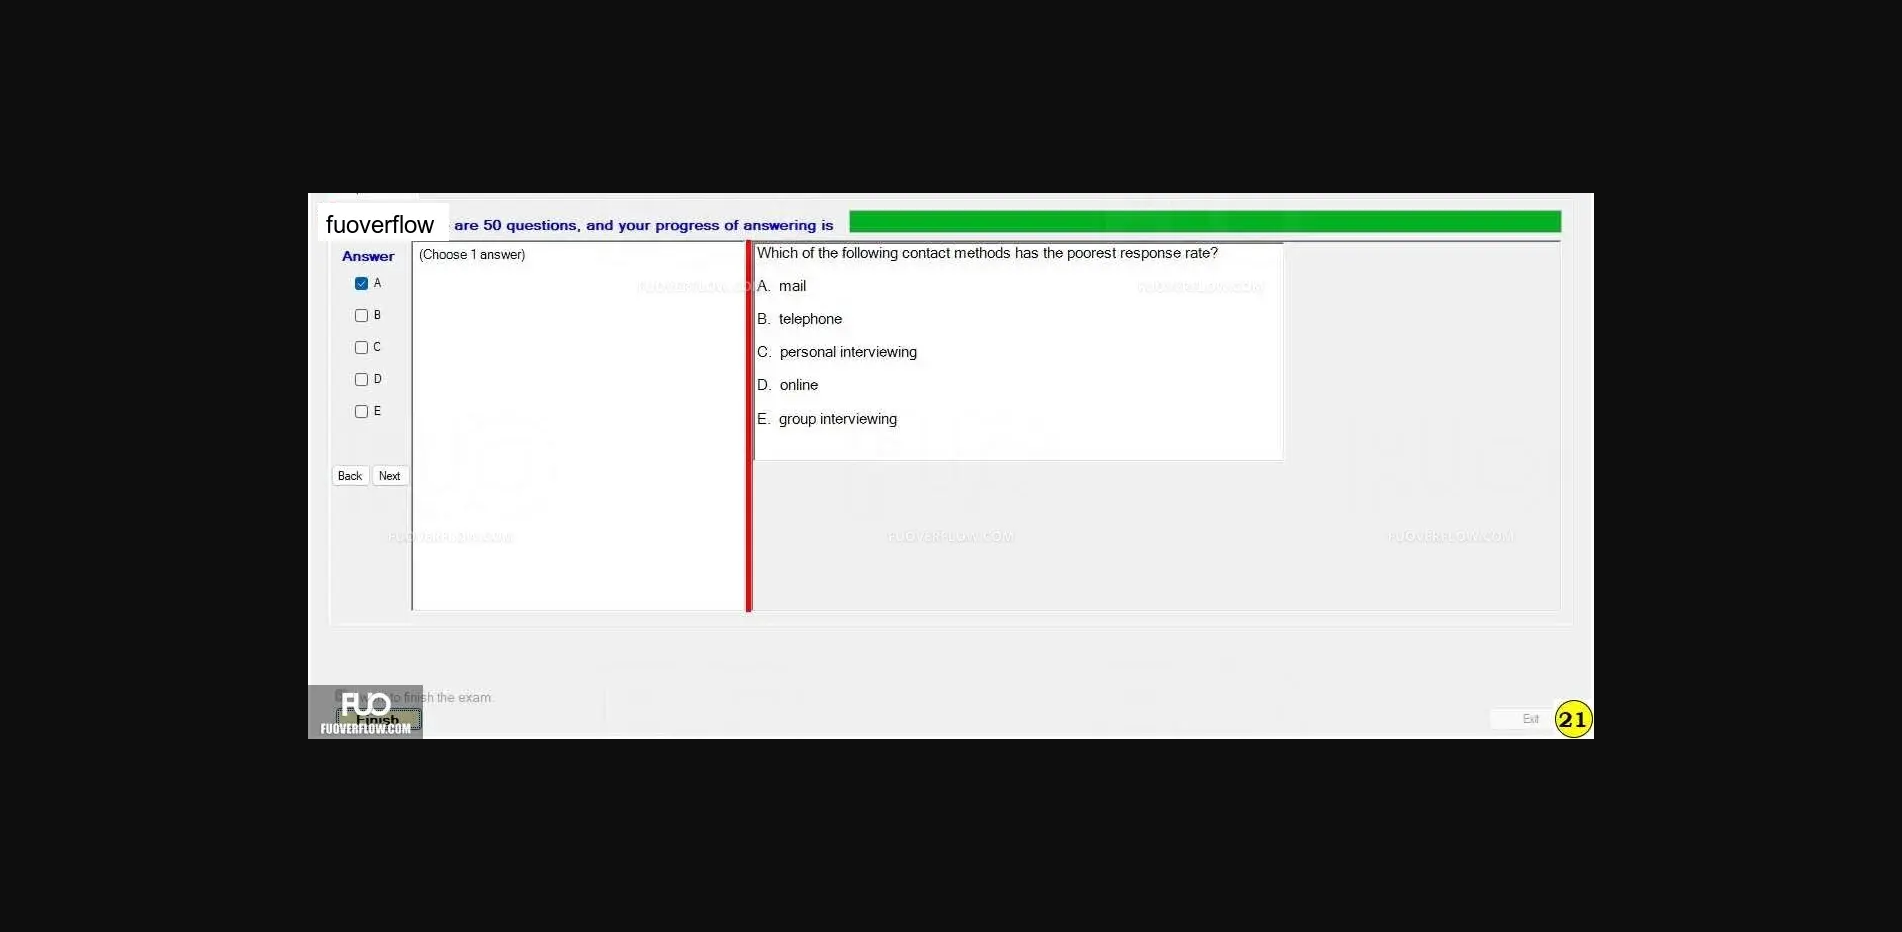 fuoverflow are 50 questions, and your progress of answering is
Answer
(Choose 1 answer)
A
B
C
D
E
Back Next
Which of the following contact methods has the poorest response rate?
A. mail
B. telephone
C. personal interviewing
D. online
E. group interviewing
FUOVERFLOW.COM
FUOVERFLOW.COM
FUOVERFLOW.COM
FUOVERFLOW.COM
FUOVERFLOW.COM
to finish the exam.
FUO
Finish
FUOVERFLOW.COM
Exit
21